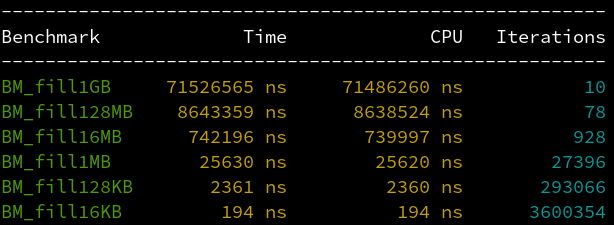 ------------------------------------------------------
Benchmark             Time             CPU   Iterations
------------------------------------------------------
BM_fill1GB     71526565 ns     71486260 ns           10
BM_fill128MB    8643359 ns      8638524 ns           78
BM_fill16MB      742196 ns       739997 ns          928
BM_fill1MB        25630 ns        25620 ns        27396
BM_fill128KB       2361 ns         2360 ns       293066
BM_fill16KB         194 ns          194 ns      3600354